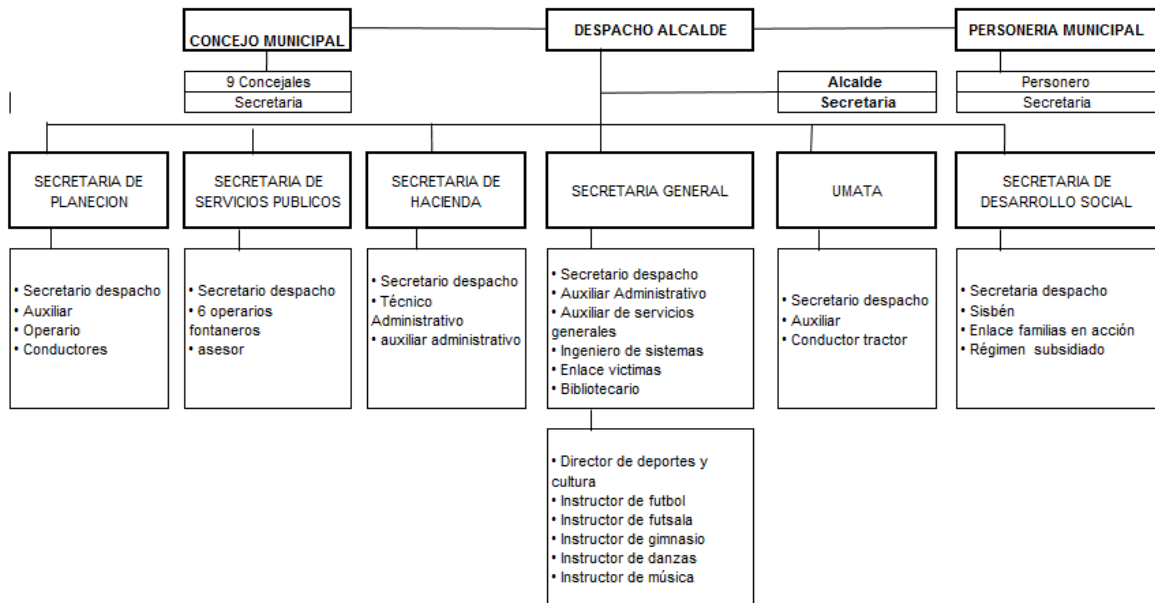 CONCEJO MUNICIPAL
DESPACHO ALCALDE
PERSONERIA MUNICIPAL
9 Concejales
Secretaria
Alcalde
Secretaria
Personero
Secretaria
SECRETARIA DE
PLANECION
SECRETARIA DE
SERVICIOS PUBLICOS
SECRETARIA DE
HACIENDA
SECRETARIA GENERAL
UMATA
SECRETARIA DE
DESARROLLO SOCIAL
• Secretario despacho
• Auxiliar
• Operario
• Conductores
• Secretario despacho
• 6 operarios
fontaneros
• asesor
• Secretario despacho
• Técnico
Administrativo
• auxiliar administrativo
• Secretario despacho
• Auxiliar Administrativo
• Auxiliar de servicios
generales
• Ingeniero de sistemas
• Enlace victimas
• Bibliotecario
• Secretario despacho
• Auxiliar
• Conductor tractor
• Secretaria despacho
• Sisbén
• Enlace familias en acción
• Régimen subsidiado
• Director de deportes y
cultura
• Instructor de futbol
• Instructor de futsala
• Instructor de gimnasio
• Instructor de danzas
• Instructor de música